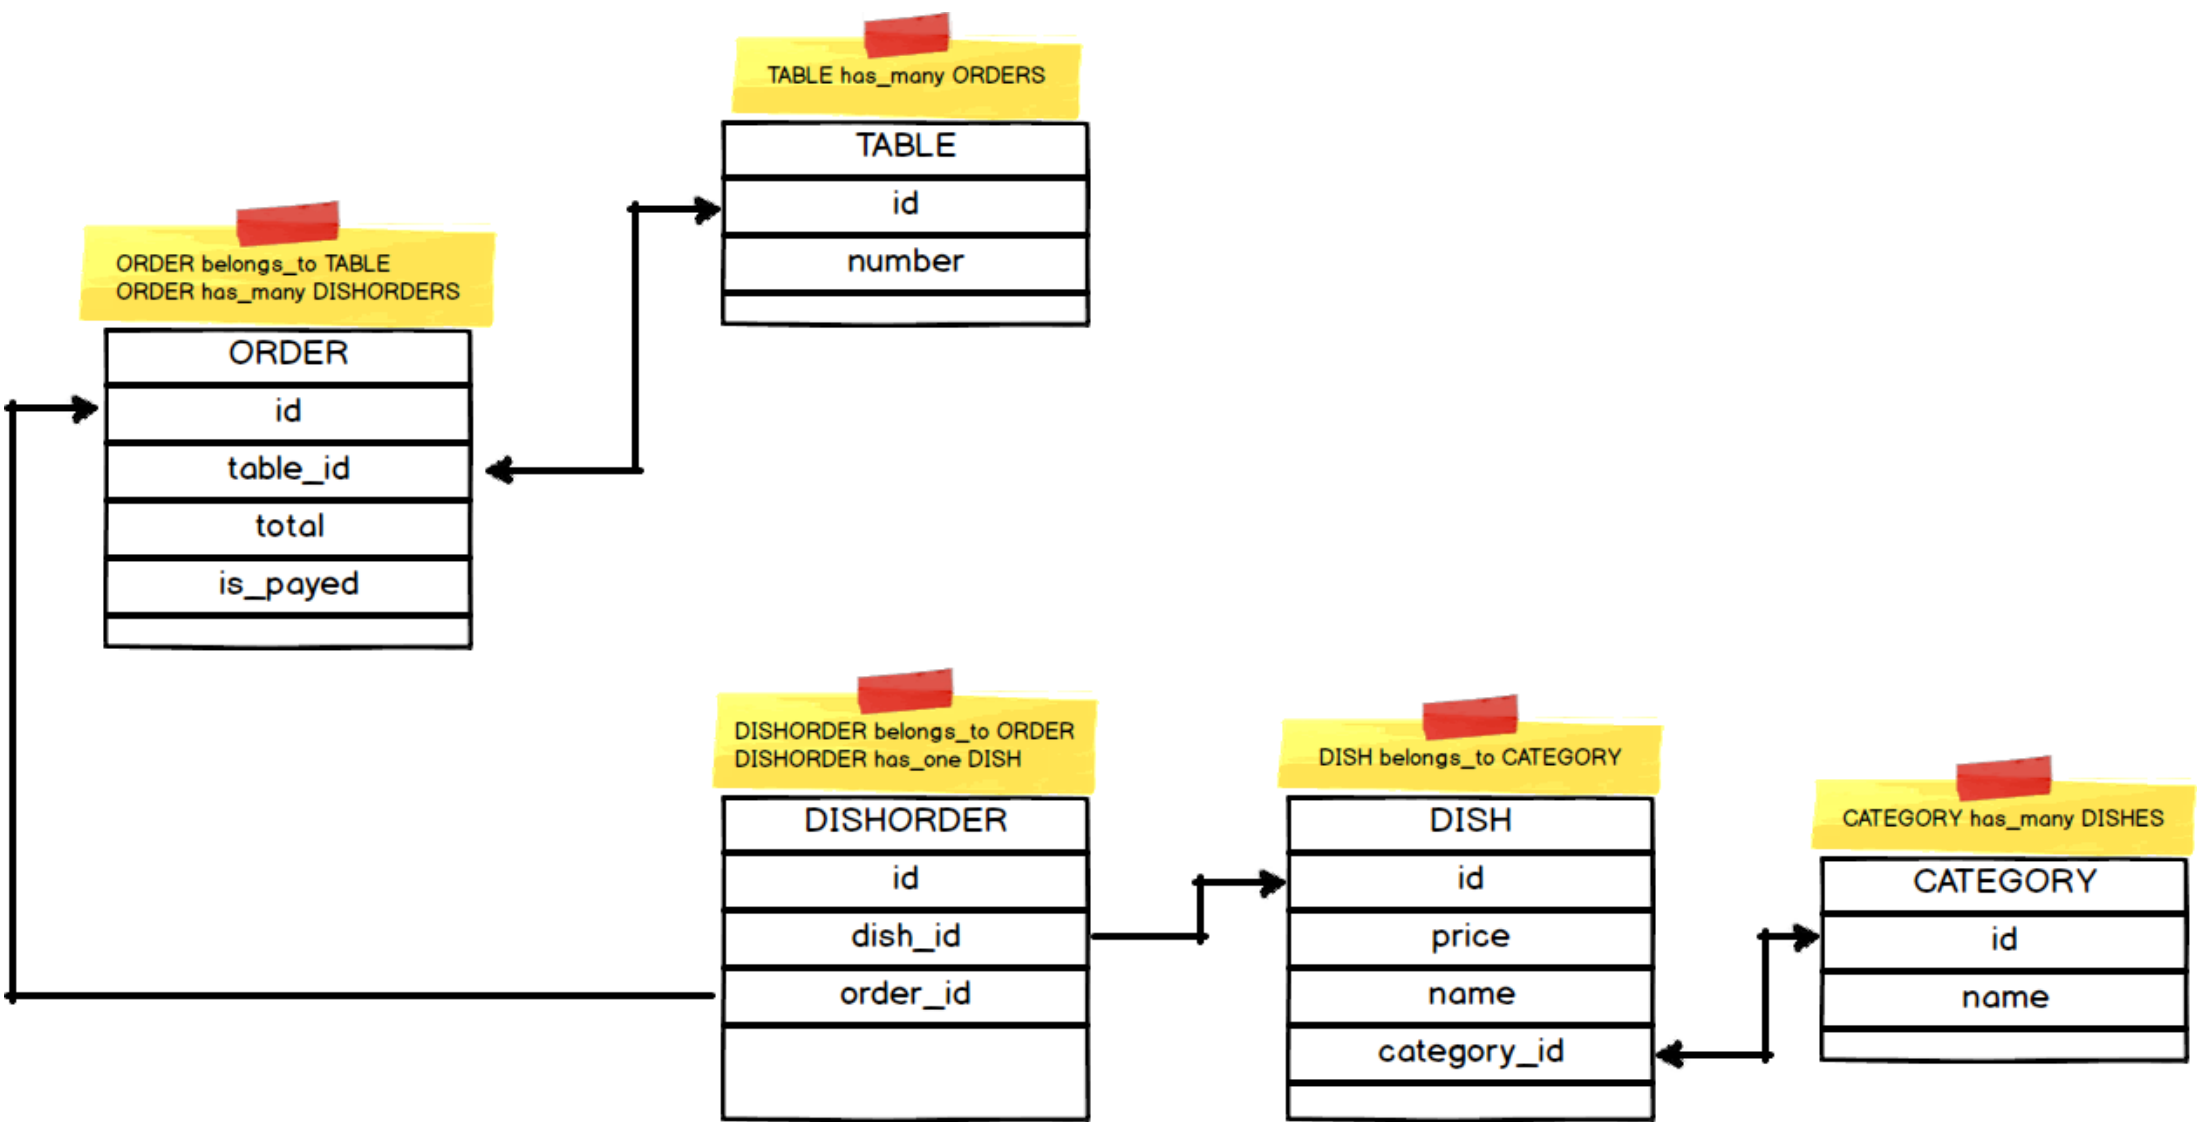 TABLE has_many ORDERS
TABLE
id
number
ORDER belongs_to TABLE
ORDER has_many DISHORDERS
ORDER
id
table_id
total
is_payed
DISHORDER belongs_to ORDER
DISHORDER has_one DISH
DISHORDER
id
dish_id
order_id
DISH belongs_to CATEGORY
DISH
id
price
name
category_id
CATEGORY has_many DISHES
CATEGORY
id
name